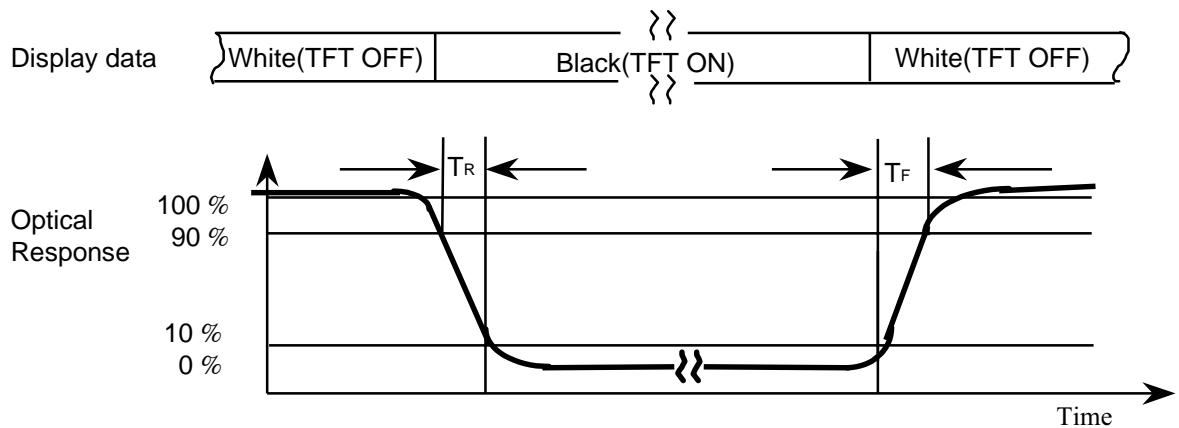 Display data
White(TFT OFF)
Black(TFT ON)
White(TFT OFF)
TR
TF
Optical
Response
100 %
90 %
10 %
0 %
Time